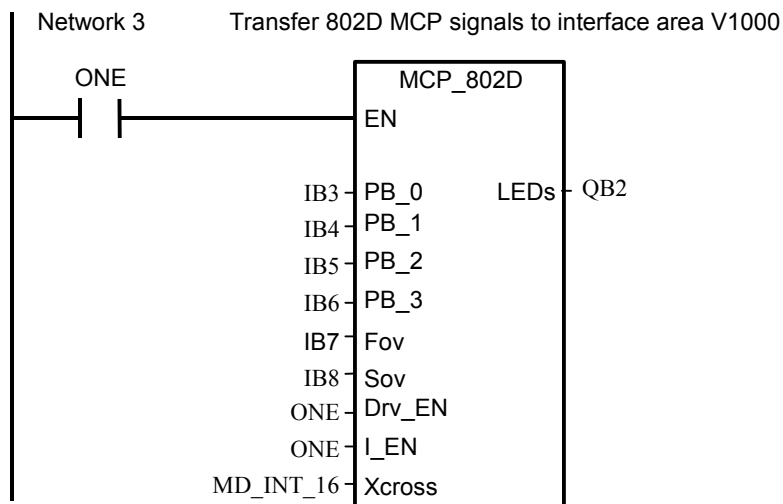 Network 3 Transfer 802D MCP signals to interface area V1000
ONE MCP_802D
EN
IB3 PB_0 LEDs QB2
IB4 PB_1
IB5 PB_2
IB6 PB_3
IB7 Fov
IB8 Sov
ONE Drv_EN
ONE I_EN
MD_INT_16 Xcross